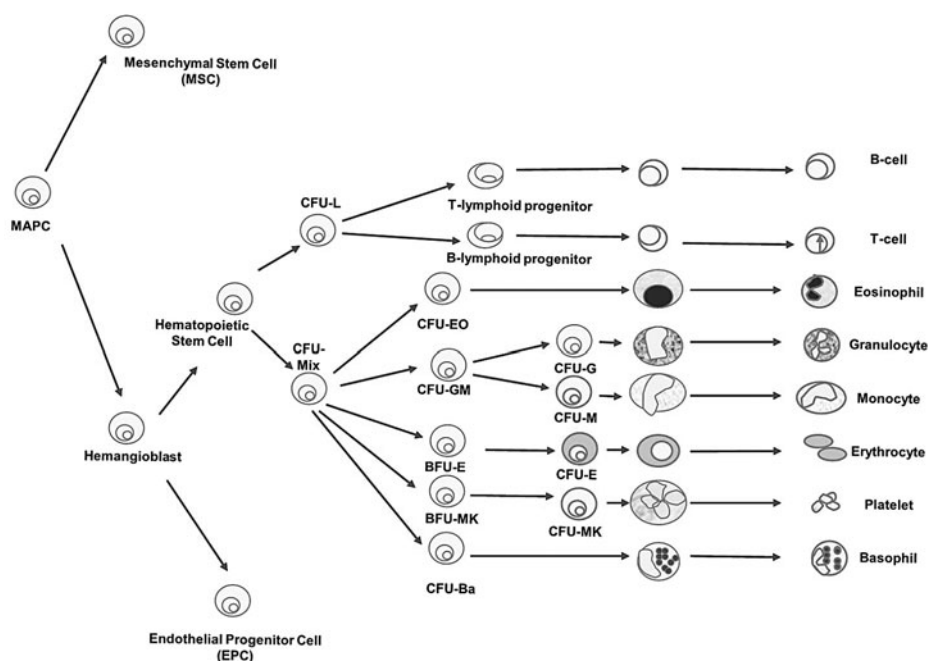 Mesenchymal Stem Cell
(MSC)
MAPC
CFU-L
T-lymphoid progenitor
B-cell
B-lymphoid progenitor
T-cell
Hematopoietic
Stem Cell
CFU-EO
Eosinophil
CFU-
Mix
CFU-GM
CFU-G
Granulocyte
CFU-M
Monocyte
Hemangioblast
BFU-E
CFU-E
Erythrocyte
BFU-MK
CFU-MK
Platelet
CFU-Ba
Basophil
Endothelial Progenitor Cell
(EPC)